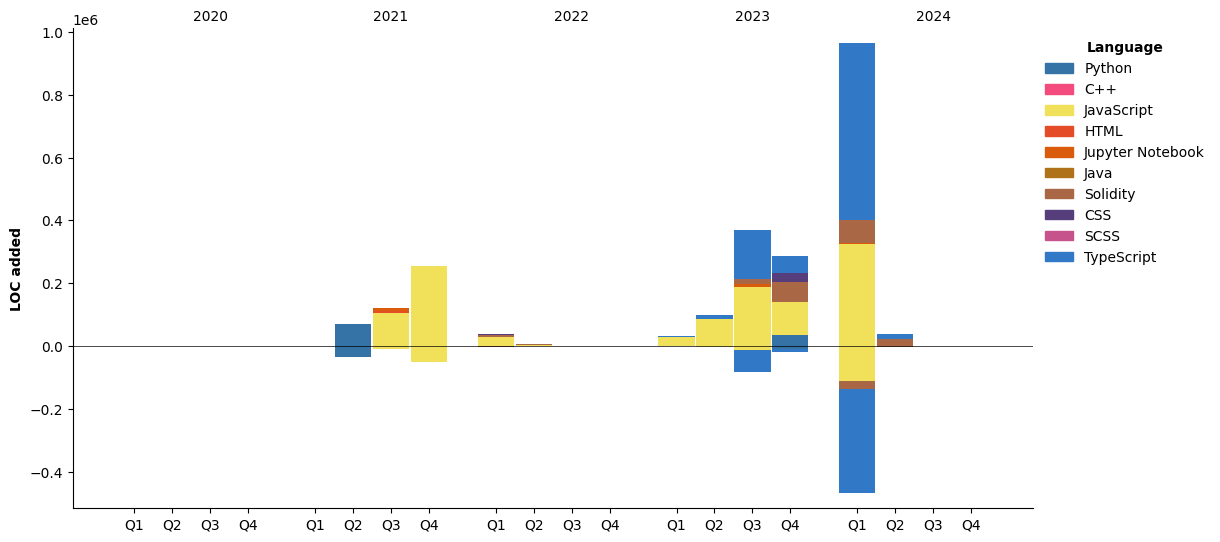 2020 2021 2022 2023 2024
1e6
1.0
0.8
0.6
0.4
0.2
0.0
−0.2
−0.4
LOC added
Q1 Q2 Q3 Q4 Q1 Q2 Q3 Q4 Q1 Q2 Q3 Q4 Q1 Q2 Q3 Q4 Q1 Q2 Q3 Q4
Language
Python
C++
JavaScript
HTML
Jupyter Notebook
Java
Solidity
CSS
SCSS
TypeScript